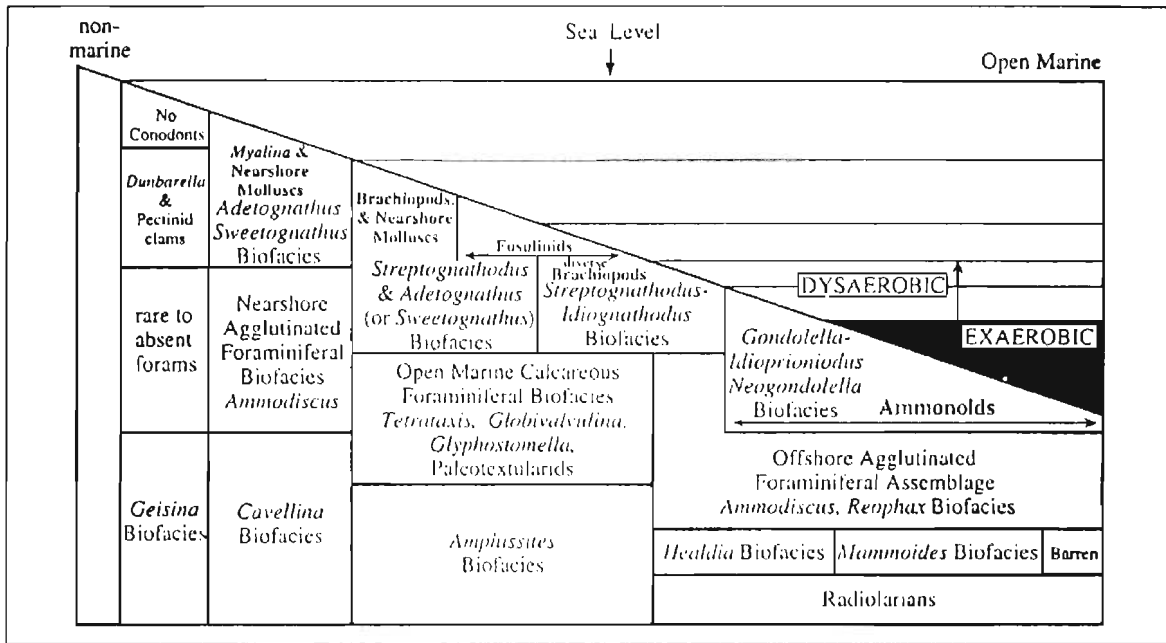 non-
marine
Sea Level
Open Marine
No
Conodonts
Dunbarella
&
Pectinid
clams
rare to
absent
forams
Geisina
Biofacies
Myalina &
Nearshore
Molluscs
Adetognathus
Sweetognathus
Biofacies
Nearshore
Agglutinated
Foraminiferal
Biofacies
Ammodiscus
Cavellina
Biofacies
Brachiopods,
& Nearshore
Molluscs
Fusulinids
Streptognathodus
& Adetognathus
(or Sweetognathus)
Biofacies
diverse
Brachiopods
Streptognathodus-
Idiognathodus
Biofacies
Open Marine Calcareous
Foraminiferal Biofacies
Tetrataxis, Globivalvulina,
Glyphostomella,
Paleotextularids
Amphissites
Biofacies
DYSAEROBIC
EXAEROBIC
Gondolella-
Idioprioniodus
Neogondolella
Biofacies
Ammonoids
Offshore Agglutinated
Foraminiferal Assemblage
Ammodiscus, Reophax Biofacies
Healdia Biofacies
Mammoides Biofacies
Barren
Radiolarians